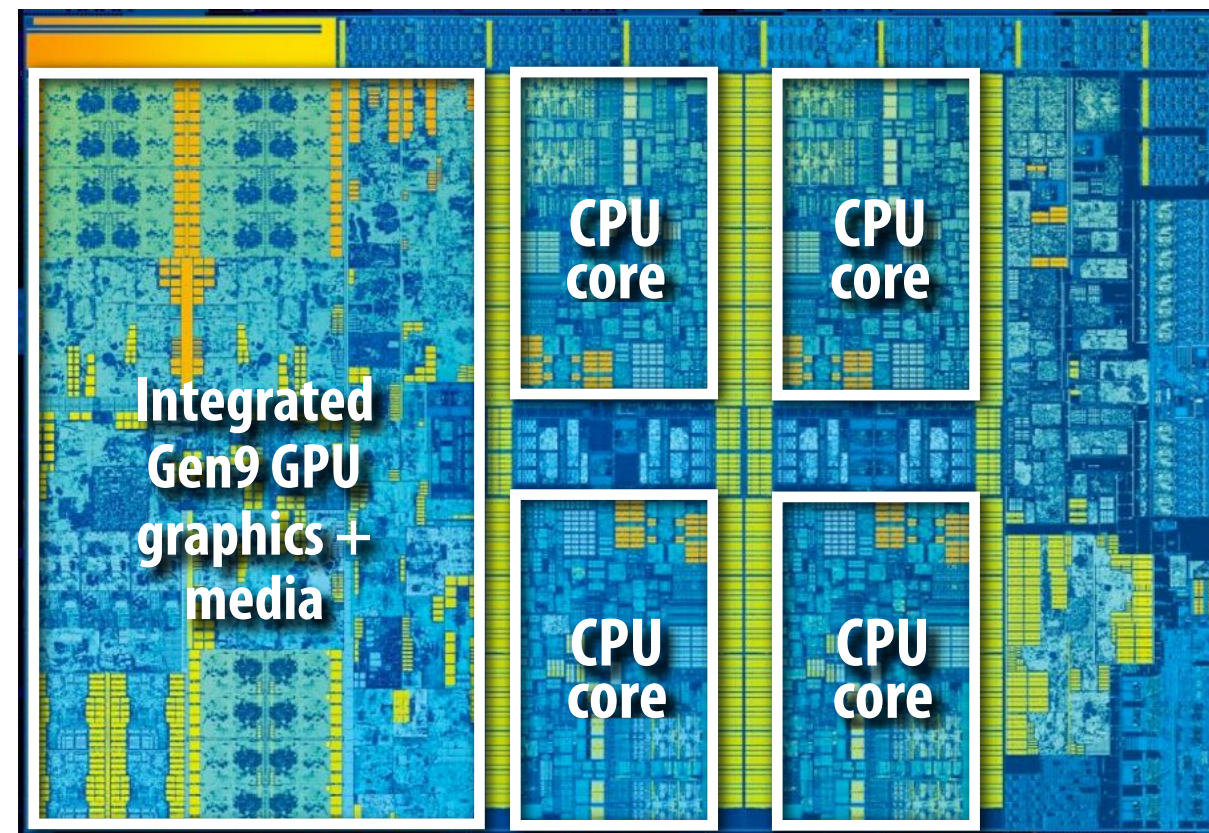 Integrated
Gen9 GPU
graphics +
media
CPU
core
CPU
core
CPU
core
CPU
core